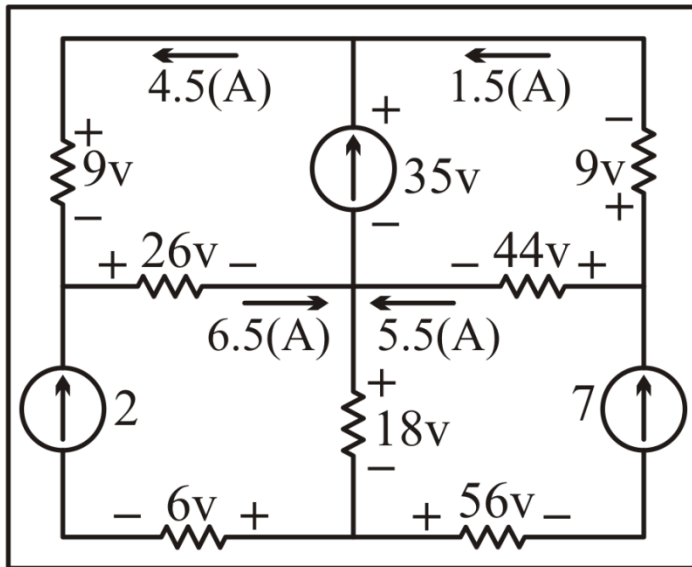 4.5(A) 1.5(A)
+ + −
9v 35v 9v
− − +
+ 26v − − 44v +
6.5(A) 5.5(A)
2 + 7
18v
−
− 6v + + 56v −